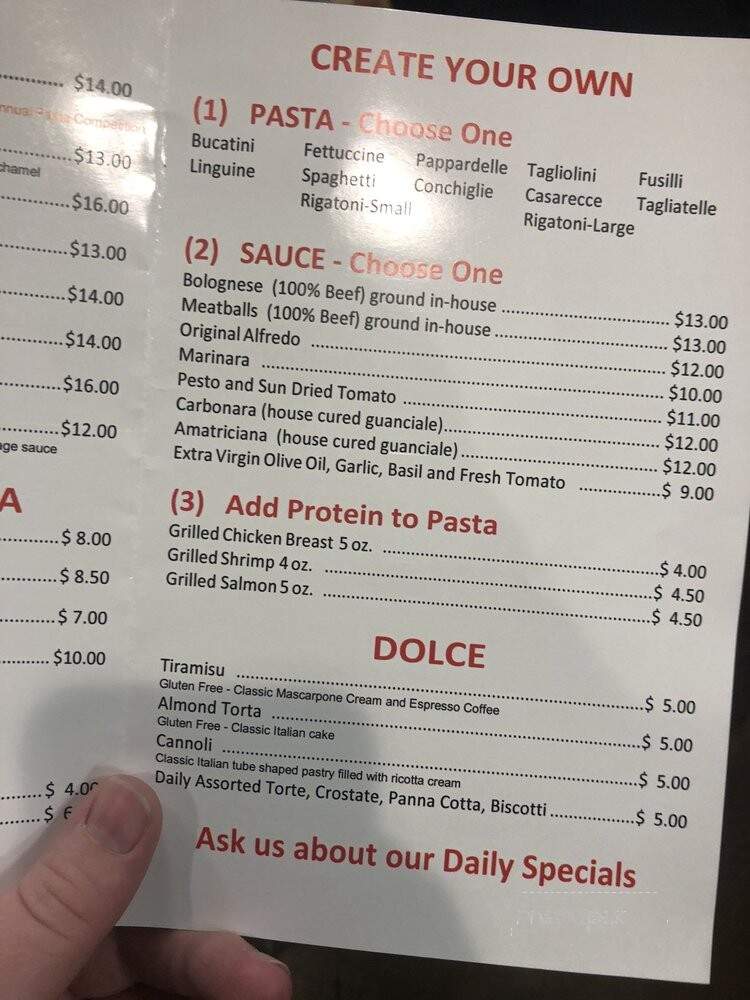 ............ $14.00
nnual Pasta Competition
...............$13.00
chamel
.............$16.00
.............$13.00
.............$14.00
.............$14.00
.............$16.00
.............$12.00
age sauce
A
............$ 8.00
............$ 8.50
............$ 7.00
........... $10.00
.........$ 4.00
.........$ 6
CREATE YOUR OWN
(1) PASTA - Choose One
Bucatini Fettuccine Pappardelle Tagliolini Fusilli
Linguine Spaghetti Conchiglie Casarecce Tagliatelle
Rigatoni-Small Rigatoni-Large
(2) SAUCE - Choose One
Bolognese (100% Beef) ground in-house .................................. $13.00
Meatballs (100% Beef) ground in-house ................................... $13.00
Original Alfredo ........................................................................ $12.00
Marinara ................................................................................. $10.00
Pesto and Sun Dried Tomato .................................................... $11.00
Carbonara (house cured guanciale)........................................... $12.00
Amatriciana (house cured guanciale)........................................ $12.00
Extra Virgin Olive Oil, Garlic, Basil and Fresh Tomato ................$ 9.00
(3) Add Protein to Pasta
Grilled Chicken Breast 5 oz. .......................................................$ 4.00
Grilled Shrimp 4 oz. ..................................................................$ 4.50
Grilled Salmon 5 oz. ..................................................................$ 4.50
DOLCE
Tiramisu .................................................................................$ 5.00
Gluten Free - Classic Mascarpone Cream and Espresso Coffee
Almond Torta ..........................................................................$ 5.00
Gluten Free - Classic Italian cake
Cannoli ...................................................................................$ 5.00
Classic Italian tube shaped pastry filled with ricotta cream
Daily Assorted Torte, Crostate, Panna Cotta, Biscotti.................$ 5.00
Ask us about our Daily Specials